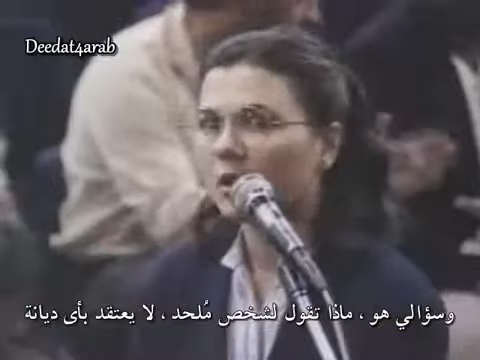 Deedat4arab
وسؤالي هو ، ماذا تقول لشخص مُلحد ، لا يعتقد بأى ديانة